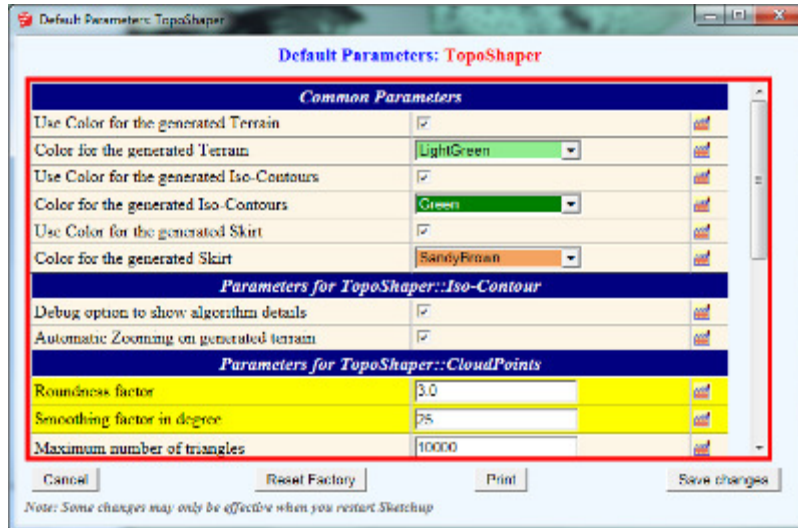 Default Parameters: TopoShaper
Default Parameters: TopoShaper
Common Parameters
Use Color for the generated Terrain
Color for the generated Terrain LightGreen
Use Color for the generated Iso-Contours
Color for the generated Iso-Contours Green
Use Color for the generated Skirt
Color for the generated Skirt SandyBrown
Parameters for TopoShaper::Iso-Contour
Debug option to show algorithm details
Automatic Zooming on generated terrain
Parameters for TopoShaper::CloudPoints
Roundness factor 3.0
Smoothing factor in degree 25
Maximum number of triangles 10000
Cancel Reset Factory Print Save changes
Note: Some changes may only be effective when you restart Sketchup